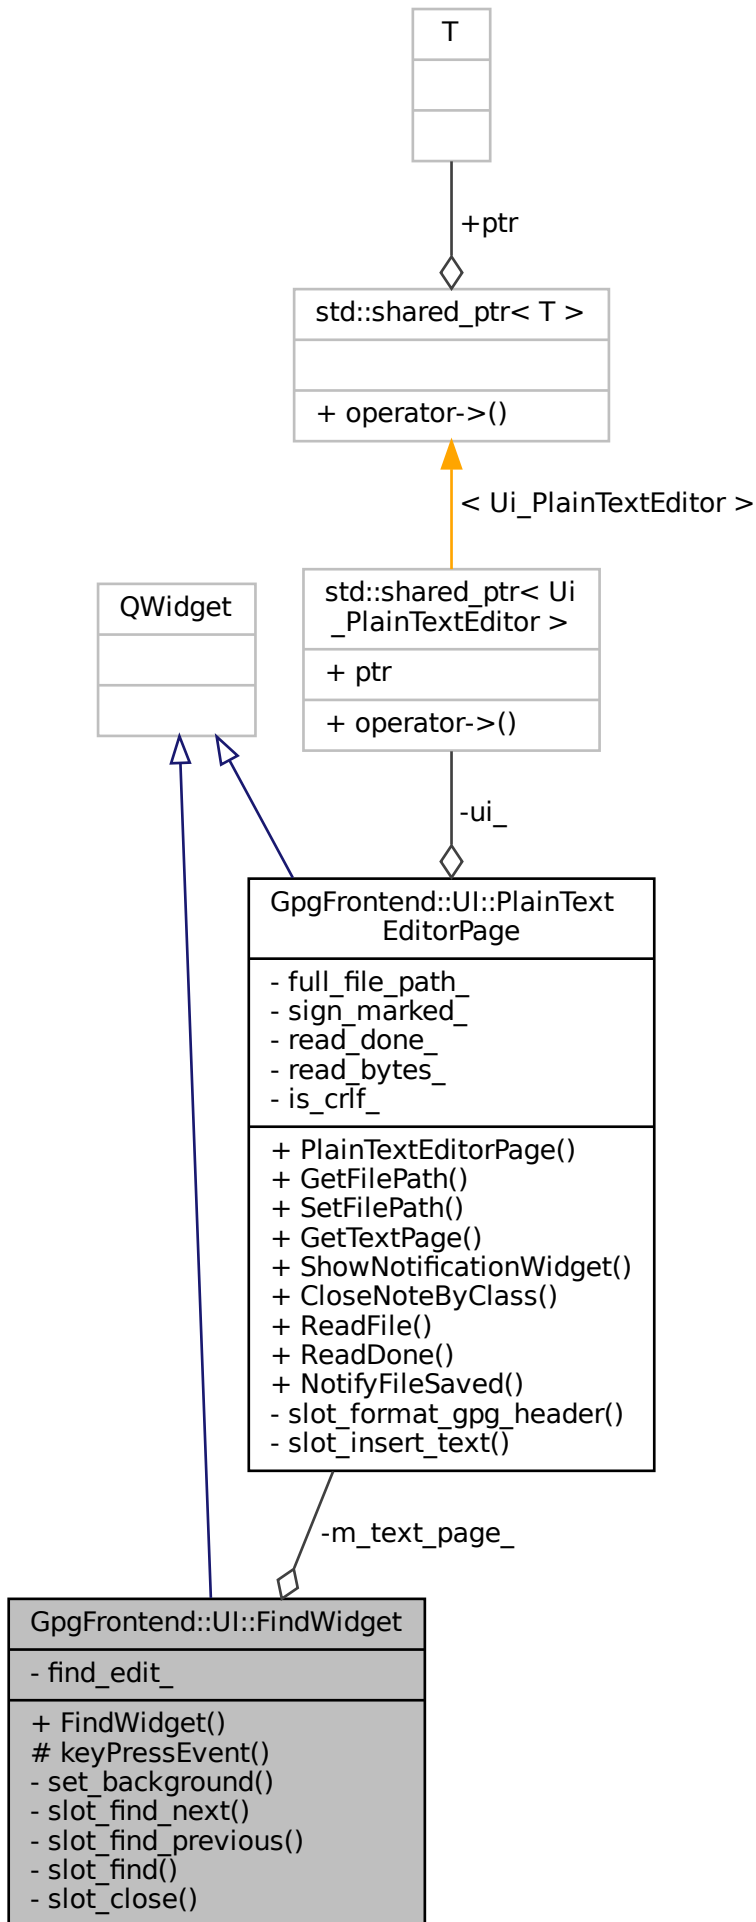 T
+ptr
std::shared_ptr< T >
+ operator->()
< Ui_PlainTextEditor >
QWidget
std::shared_ptr< Ui
_PlainTextEditor >
+ ptr
+ operator->()
-ui_
GpgFrontend::UI::PlainText
EditorPage
- full_file_path_
- sign_marked_
- read_done_
- read_bytes_
- is_crlf_
+ PlainTextEditorPage()
+ GetFilePath()
+ SetFilePath()
+ GetTextPage()
+ ShowNotificationWidget()
+ CloseNoteByClass()
+ ReadFile()
+ ReadDone()
+ NotifyFileSaved()
- slot_format_gpg_header()
- slot_insert_text()
-m_text_page_
GpgFrontend::UI::FindWidget
- find_edit_
+ FindWidget()
# keyPressEvent()
- set_background()
- slot_find_next()
- slot_find_previous()
- slot_find()
- slot_close()